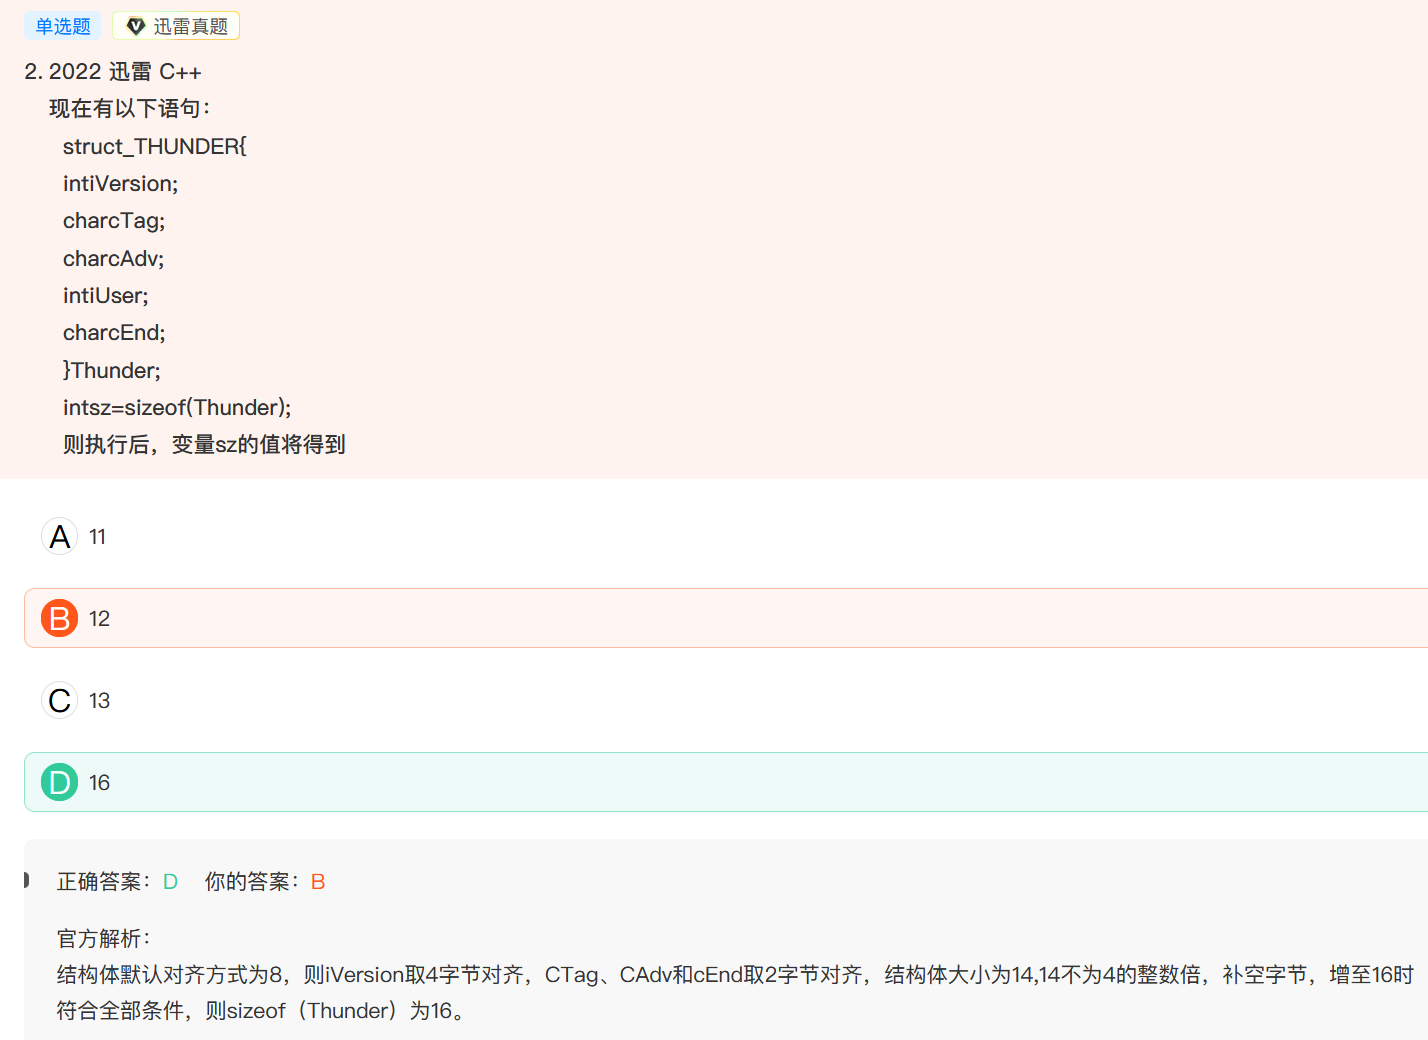 单选题 迅雷真题
2. 2022 迅雷 C++
现在有以下语句：
struct_THUNDER{
intiVersion;
charcTag;
charcAdv;
intiUser;
charcEnd;
}Thunder;
intsz=sizeof(Thunder);
则执行后，变量sz的值将得到
A 11
B 12
C 13
D 16
正确答案：D 你的答案：B
官方解析：
结构体默认对齐方式为8，则iVersion取4字节对齐，CTag、CAdv和cEnd取2字节对齐，结构体大小为14,14不为4的整数倍，补空字节，增至16时
符合全部条件，则sizeof（Thunder）为16。